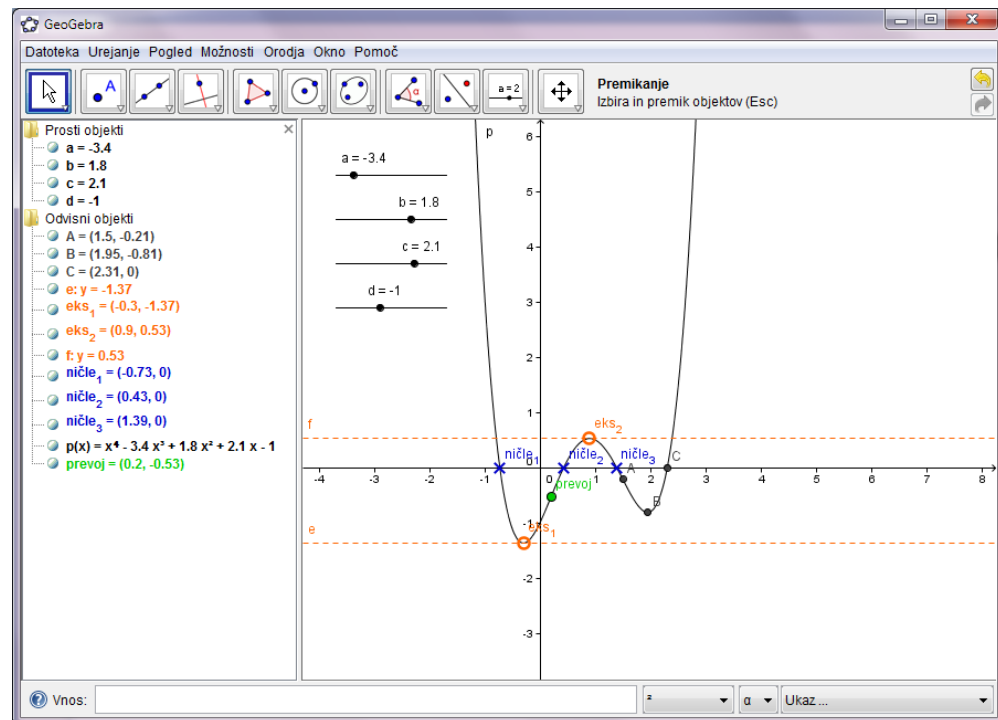 GeoGebra
Datoteka Urejanje Pogled Možnosti Orodja Okno Pomoč
A
α
a = 2
Premikanje
Izbira in premik objektov (Esc)
Prosti objekti
a = -3.4
b = 1.8
c = 2.1
d = -1
Odvisni objekti
A = (1.5, -0.21)
B = (1.95, -0.81)
C = (2.31, 0)
e: y = -1.37
eks₁ = (-0.3, -1.37)
eks₂ = (0.9, 0.53)
f: y = 0.53
ničle₁ = (-0.73, 0)
ničle₂ = (0.43, 0)
ničle₃ = (1.39, 0)
p(x) = x⁴ - 3.4 x³ + 1.8 x² + 2.1 x - 1
prevoj = (0.2, -0.53)
p
a = -3.4
b = 1.8
c = 2.1
d = -1
6
5
4
3
2
1
f
eks₂
ničle₁
ničle₂
ničle₃
C
A
-4 -3 -2 -1 0 1 2 3 4 5 6 7 8
prevoj
B
-1
e
eks₁
-2
-3
Vnos:
²
α
Ukaz ...